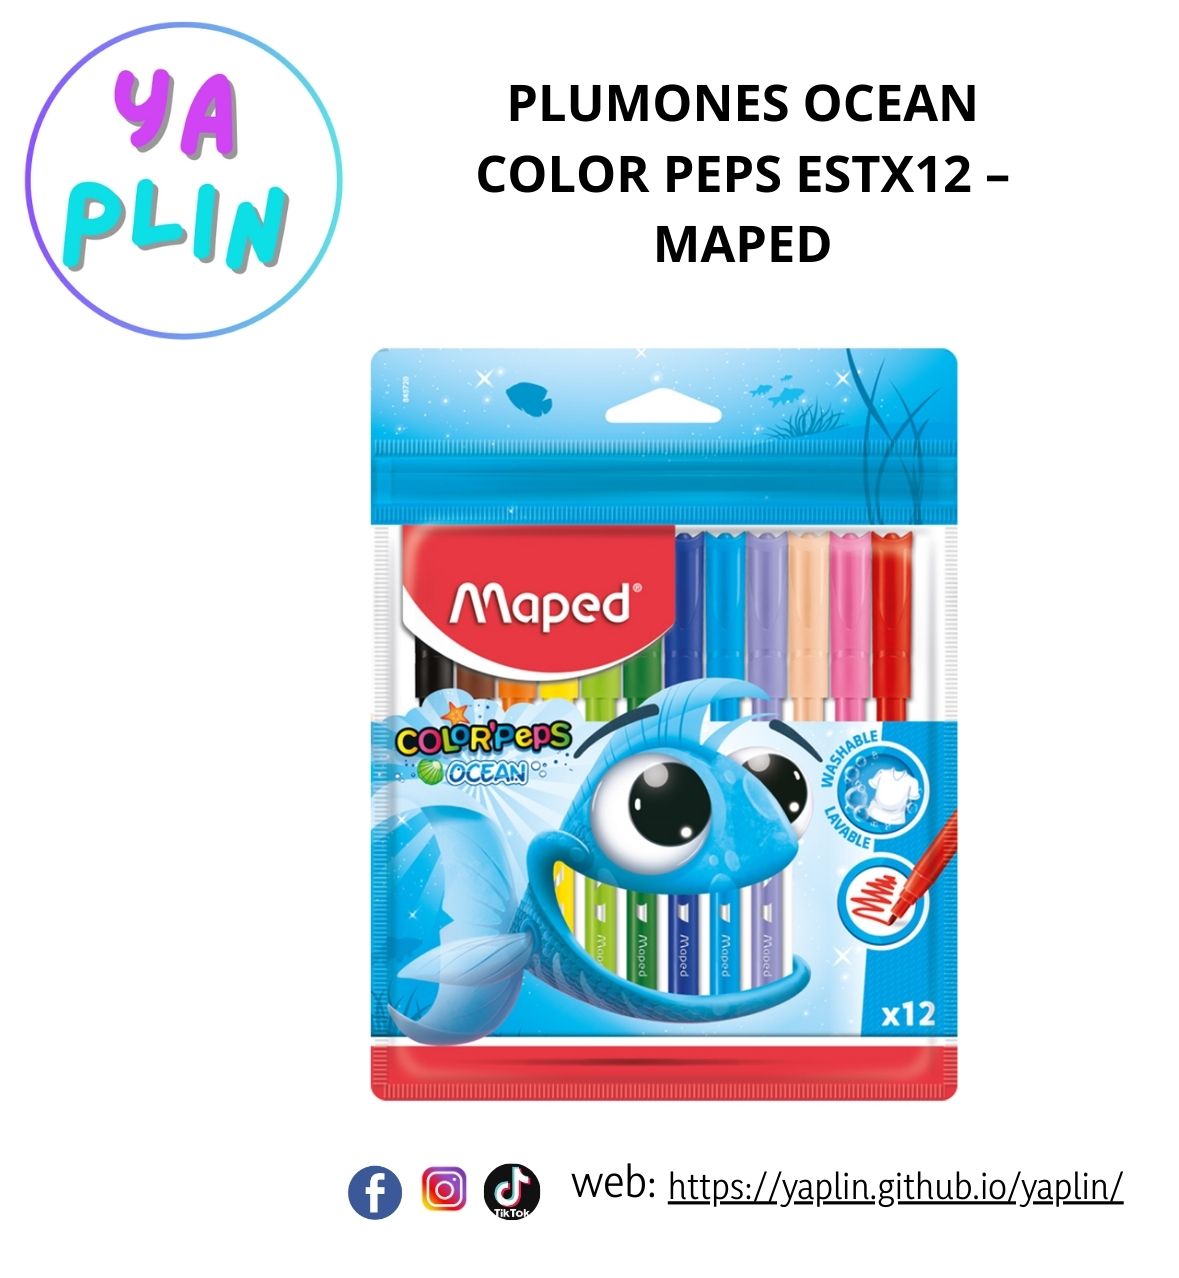 YA
PLIN
PLUMONES OCEAN
COLOR PEPS ESTX12 –
MAPED
845720
Maped®
COLOR'PEPS
OCEAN
WASHABLE
LAVABLE
Maped Maped Maped Maped Maped
x12
TikTok
web: https://yaplin.github.io/yaplin/